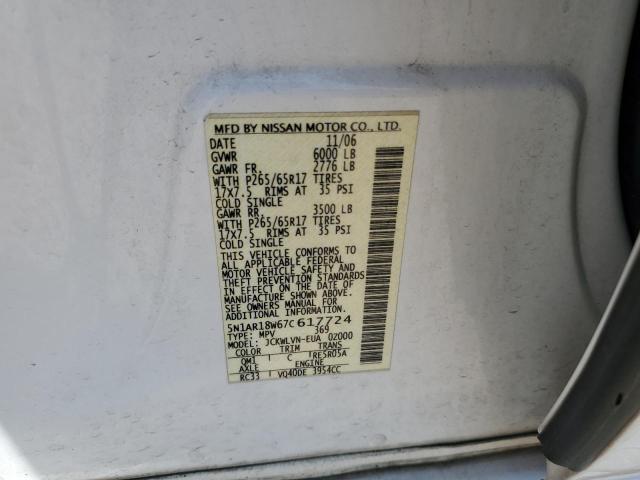 MFD BY NISSAN MOTOR CO., LTD.
DATE 11/06
GVWR 6000 LB
GAWR FR. 2776 LB
WITH P265/65R17 TIRES
17X7.5 RIMS AT 35 PSI
COLD SINGLE
GAWR RR. 3500 LB
WITH P265/65R17 TIRES
17X7.5 RIMS AT 35 PSI
COLD SINGLE
THIS VEHICLE CONFORMS TO
ALL APPLICABLE FEDERAL
MOTOR VEHICLE SAFETY AND
THEFT PREVENTION
STANDARDS IN EFFECT ON THE
DATE OF MFR. SHOWN ABOVE.
SEE OWNERS MANUAL FOR
ADDITIONAL INFORMATION.
5N1AR18W67C617724
TYPE: MPV 369
MODEL: JCKWLVN-EUA 02000
COLOR TRIM TRANS
QM1 C RE5R05A
AXLE ENGINE
RC33 VQ40DE 3954CC